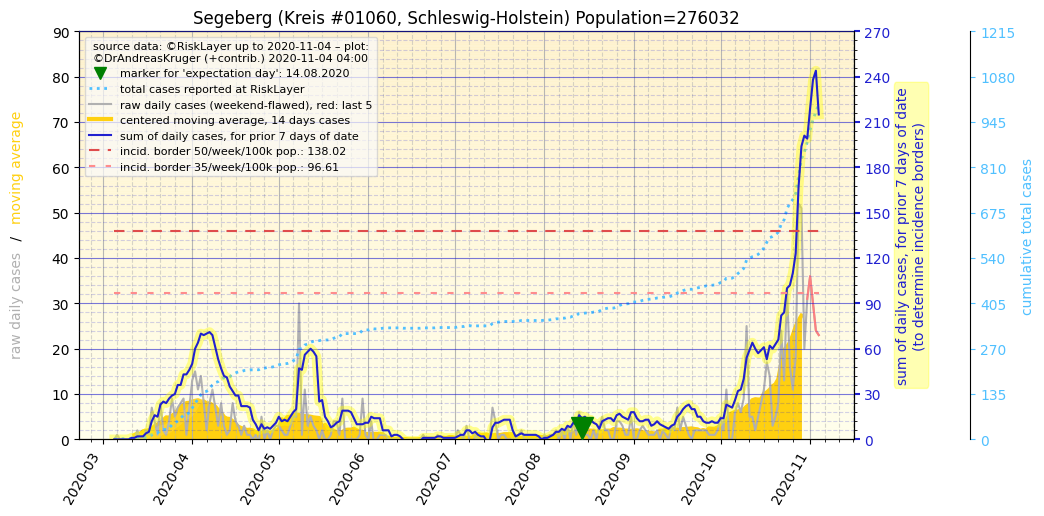 Segeberg (Kreis #01060, Schleswig-Holstein) Population=276032
source data: ©RiskLayer up to 2020-11-04 – plot:
©DrAndreasKruger (+contrib.) 2020-11-04 04:00
marker for 'expectation day': 14.08.2020
total cases reported at RiskLayer
raw daily cases (weekend-flawed), red: last 5
centered moving average, 14 days cases
sum of daily cases, for prior 7 days of date
incid. border 50/week/100k pop.: 138.02
incid. border 35/week/100k pop.: 96.61
raw daily cases / moving average
90
80
70
60
50
40
30
20
10
0
2020-03
2020-04
2020-05
2020-06
2020-07
2020-08
2020-09
2020-10
2020-11
270
240
210
180
150
120
90
60
30
0
sum of daily cases, for prior 7 days of date
(to determine incidence borders)
1215
1080
945
810
675
540
405
270
135
0
cumulative total cases